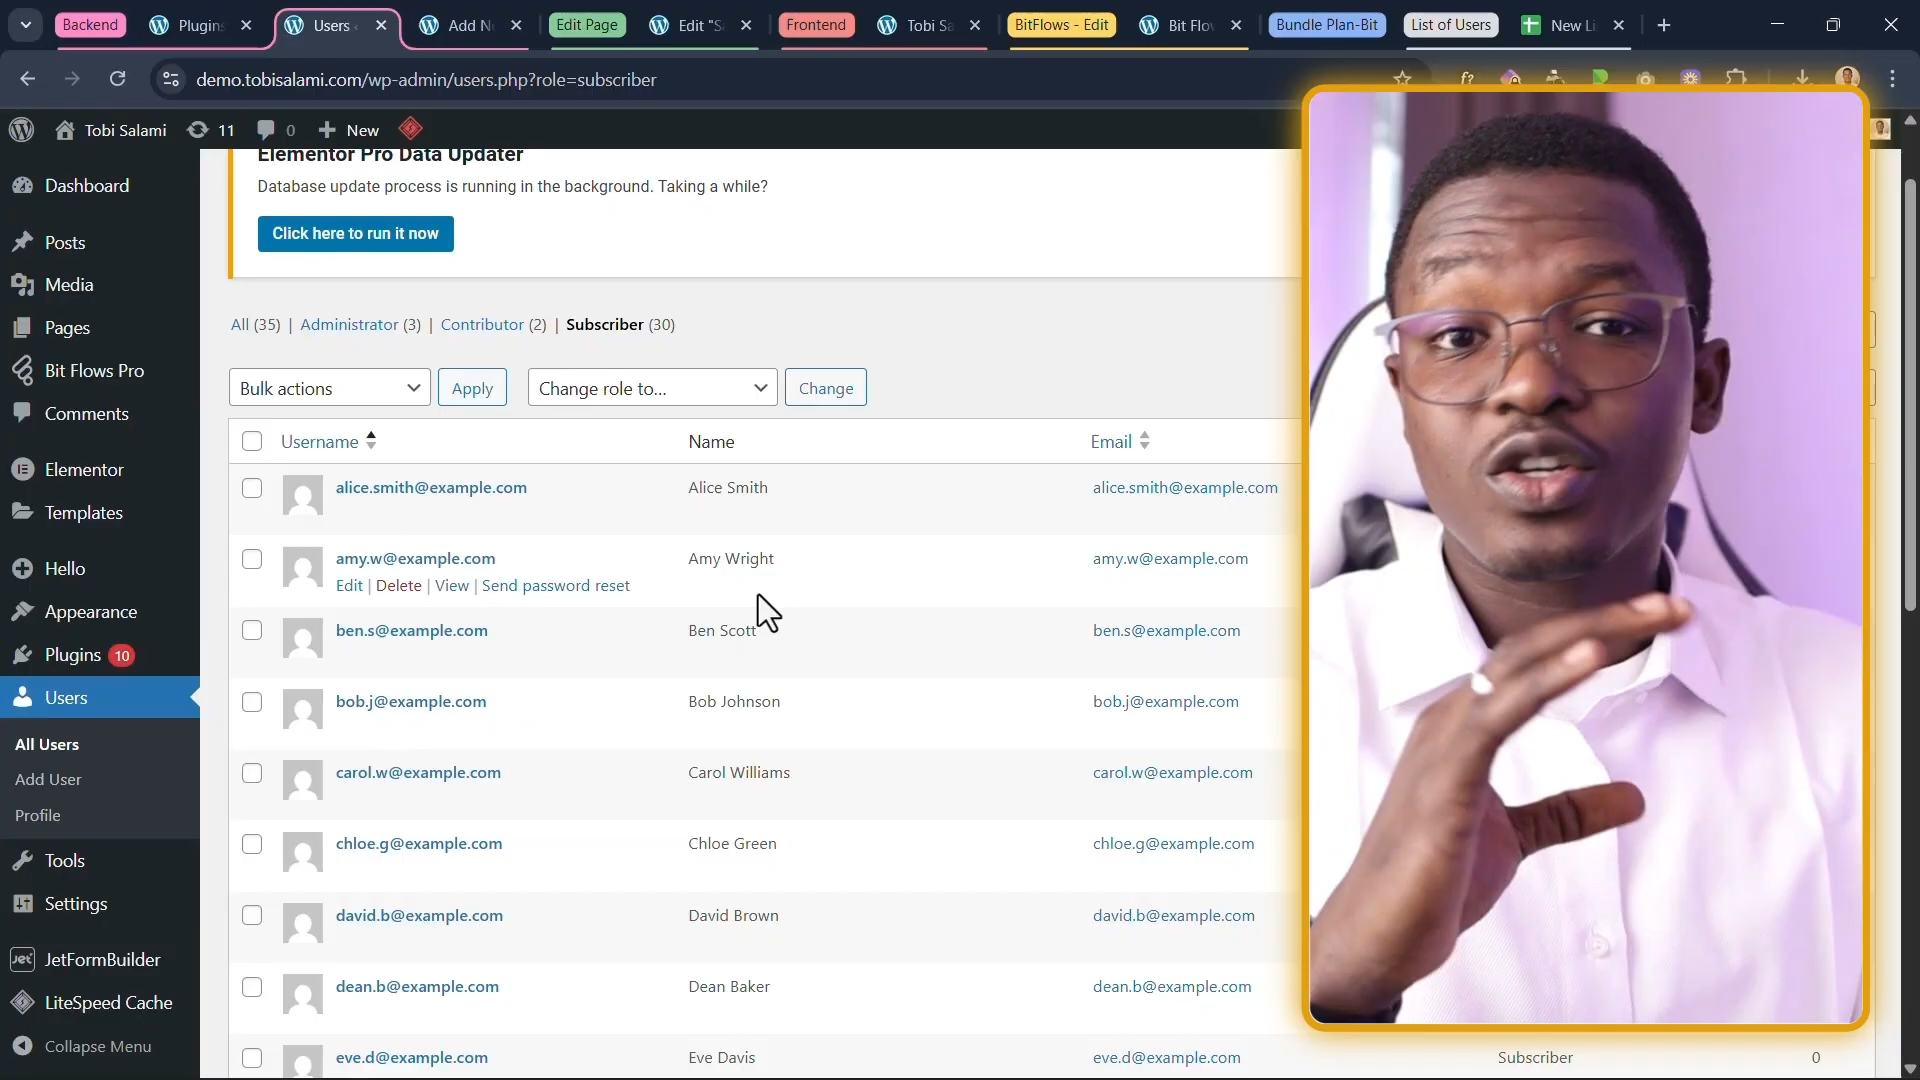 Backend
Plugins
Users
Add N
Edit Page
Edit "S
Frontend
Tobi Sa
BitFlows - Edit
Bit Flo
Bundle Plan-Bit
List of Users
New Li
demo.tobisalami.com/wp-admin/users.php?role=subscriber
f?
Tobi Salami
11
0
New
Dashboard
Posts
Media
Pages
Bit Flows Pro
Comments
Elementor
Templates
Hello
Appearance
Plugins 10
Users
All Users
Add User
Profile
Tools
Settings
Jet JetFormBuilder
LiteSpeed Cache
Collapse Menu
Elementor Pro Data Updater
Database update process is running in the background. Taking a while?
Click here to run it now
All (35) | Administrator (3) | Contributor (2) | Subscriber (30)
Bulk actions Apply Change role to... Change
Username Name Email
alice.smith@example.com Alice Smith alice.smith@example.com
amy.w@example.com Amy Wright amy.w@example.com
Edit | Delete | View | Send password reset
ben.s@example.com Ben Scott ben.s@example.com
bob.j@example.com Bob Johnson bob.j@example.com
carol.w@example.com Carol Williams carol.w@example.com
chloe.g@example.com Chloe Green chloe.g@example.com
david.b@example.com David Brown david.b@example.com
dean.b@example.com Dean Baker dean.b@example.com
eve.d@example.com Eve Davis eve.d@example.com Subscriber 0